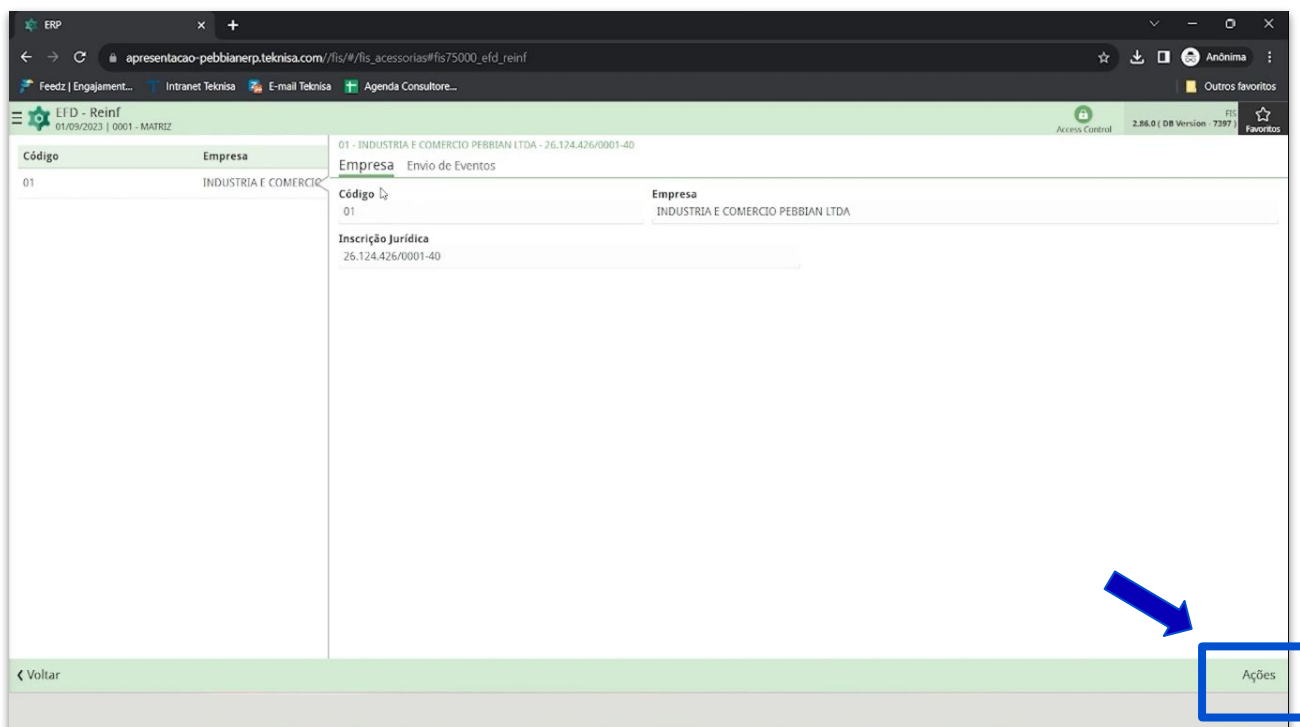 ERP
apresentacao-pebbianerp.teknisa.com//fis/#/fis_acessorias#fis75000_efd_reinf
Anônima
Feedz | Engajament... Intranet Teknisa E-mail Teknisa Agenda Consultore... Outros favoritos
EFD - Reinf
01/09/2023 | 0001 - MATRIZ
Access Control
FIS
2.86.0 ( DB Version - 7397 )
Favoritos
Código Empresa
01 INDUSTRIA E COMERCIO
01 - INDUSTRIA E COMERCIO PEBBIAN LTDA - 26.124.426/0001-40
Empresa Envio de Eventos
Código Empresa
01 INDUSTRIA E COMERCIO PEBBIAN LTDA
Inscrição Jurídica
26.124.426/0001-40
Voltar Ações